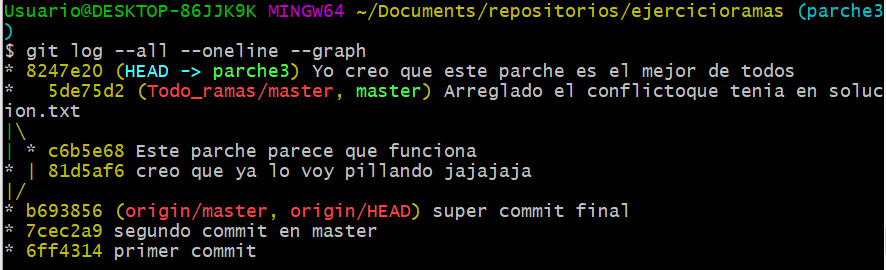 Usuario@DESKTOP-86JJK9K MINGW64 ~/Documents/repositorios/ejercicioramas (parche3
)
$ git log --all --oneline --graph
* 8247e20 (HEAD -> parche3) Yo creo que este parche es el mejor de todos
*   5de75d2 (Todo_ramas/master, master) Arreglado el conflictoque tenia en soluc
ion.txt
|\
| * c6b5e68 Este parche parece que funciona
* | 81d5af6 creo que ya lo voy pillando jajajaja
|/
* b693856 (origin/master, origin/HEAD) super commit final
* 7cec2a9 segundo commit en master
* 6ff4314 primer commit